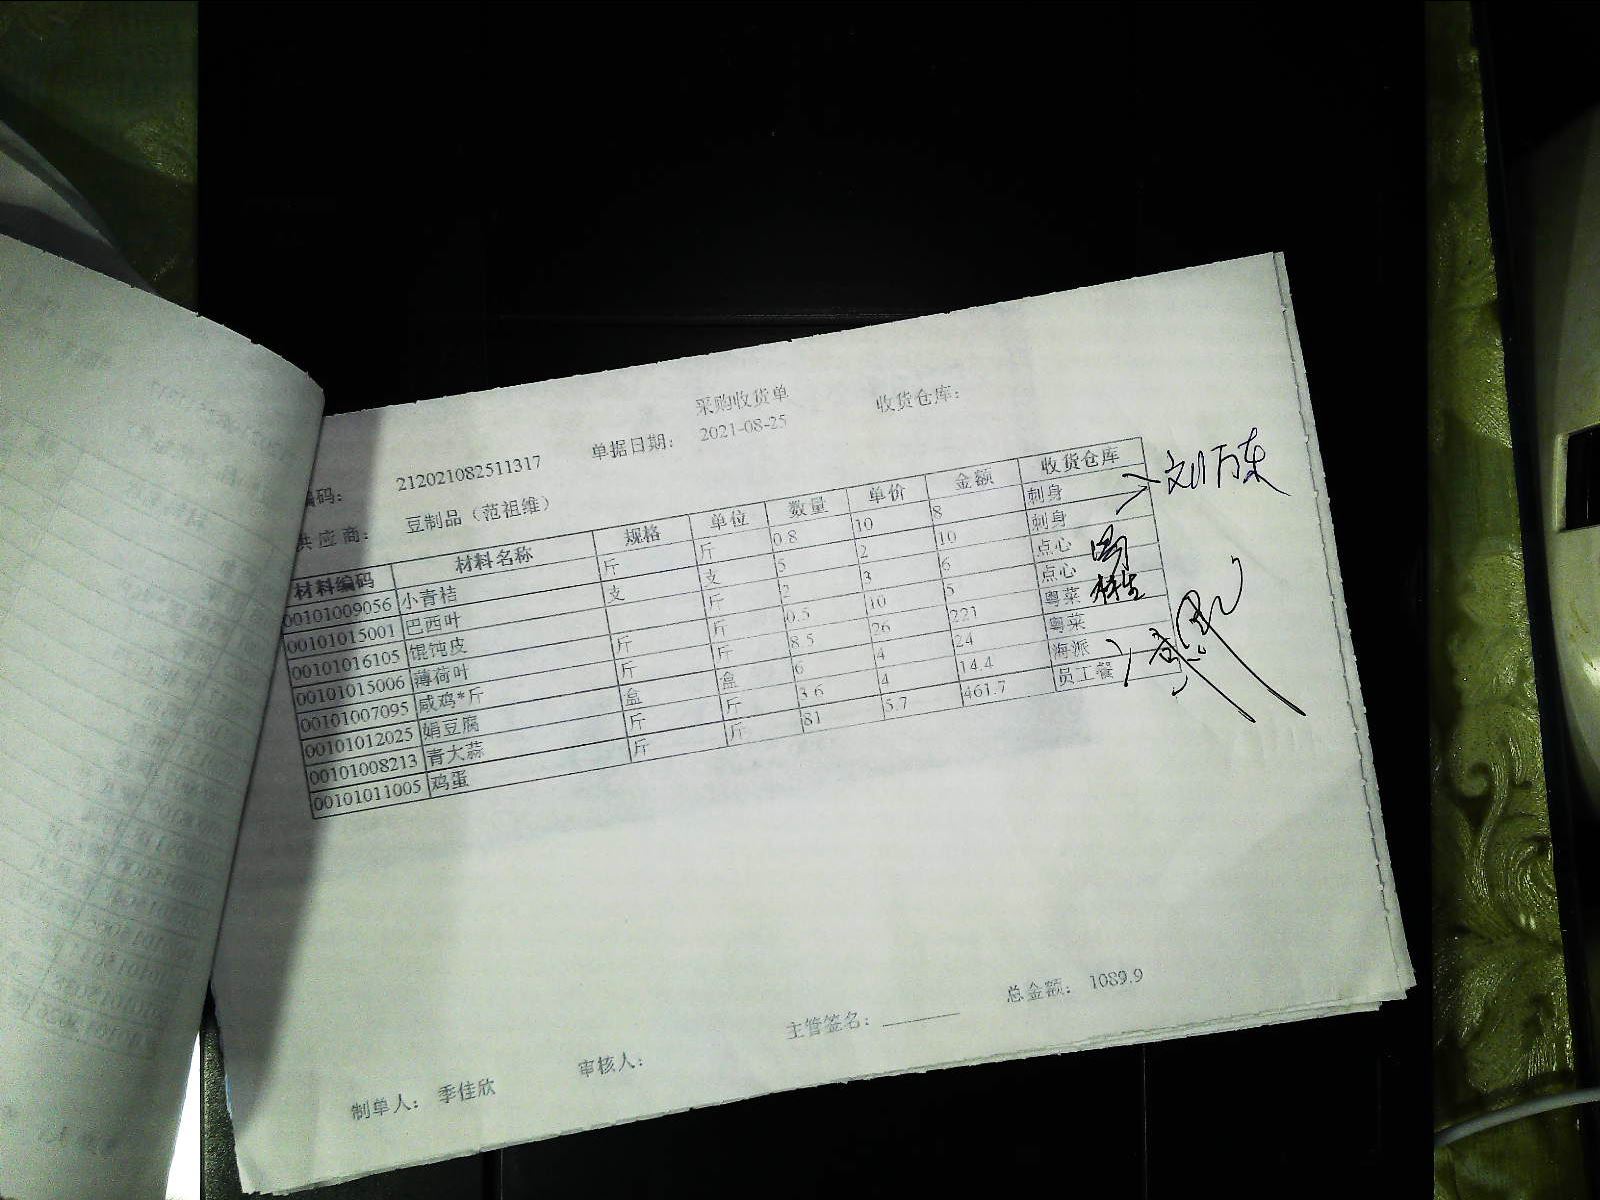 采购收货单
编码： 212021082511317 单据日期： 2021-08-25 收货仓库：
供应商： 豆制品（范祖维）
材料编码 材料名称 规格 单位 数量 单价 金额 收货仓库
00101009056 小青桔 斤 斤 0.8 10 8 刺身
00101015001 巴西叶 支 支 5 2 10 刺身
00101016105 馄饨皮 斤 2 3 6 点心
00101015006 薄荷叶 斤 斤 0.5 10 5 点心
00101007095 咸鸡*斤 斤 斤 8.5 26 221 粤菜
00101012025 娟豆腐 盒 盒 6 4 24 粤菜
00101008213 青大蒜 斤 斤 3.6 4 14.4 海派
00101011005 鸡蛋 斤 斤 81 5.7 461.7 员工餐
刘万东
制单人： 季佳欣 审核人： 主管签名： 总金额： 1089.9